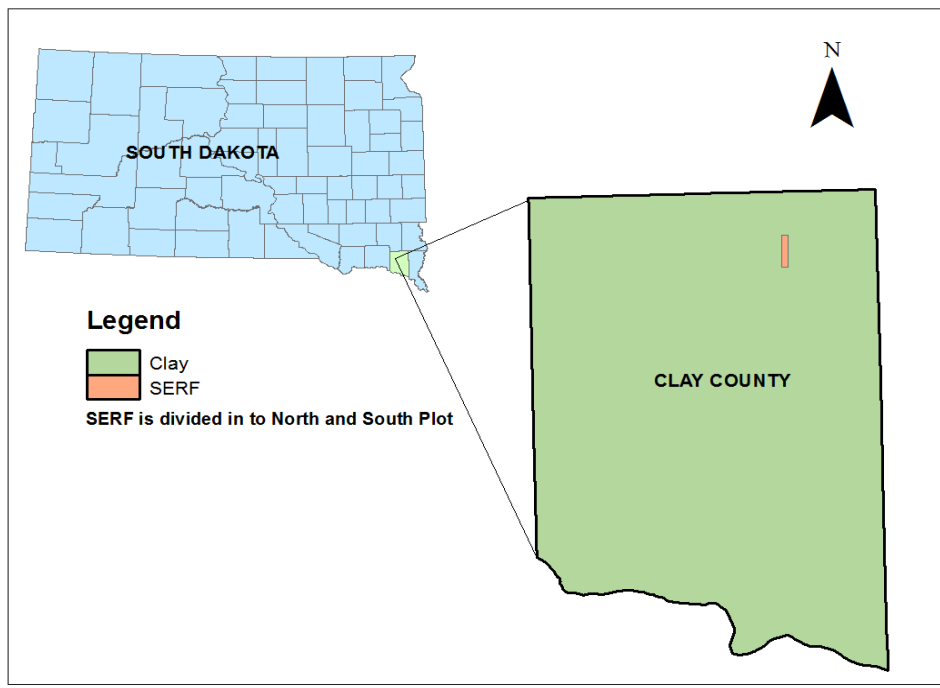 N
SOUTH DAKOTA
Legend
Clay
SERF
SERF is divided in to North and South Plot
CLAY COUNTY